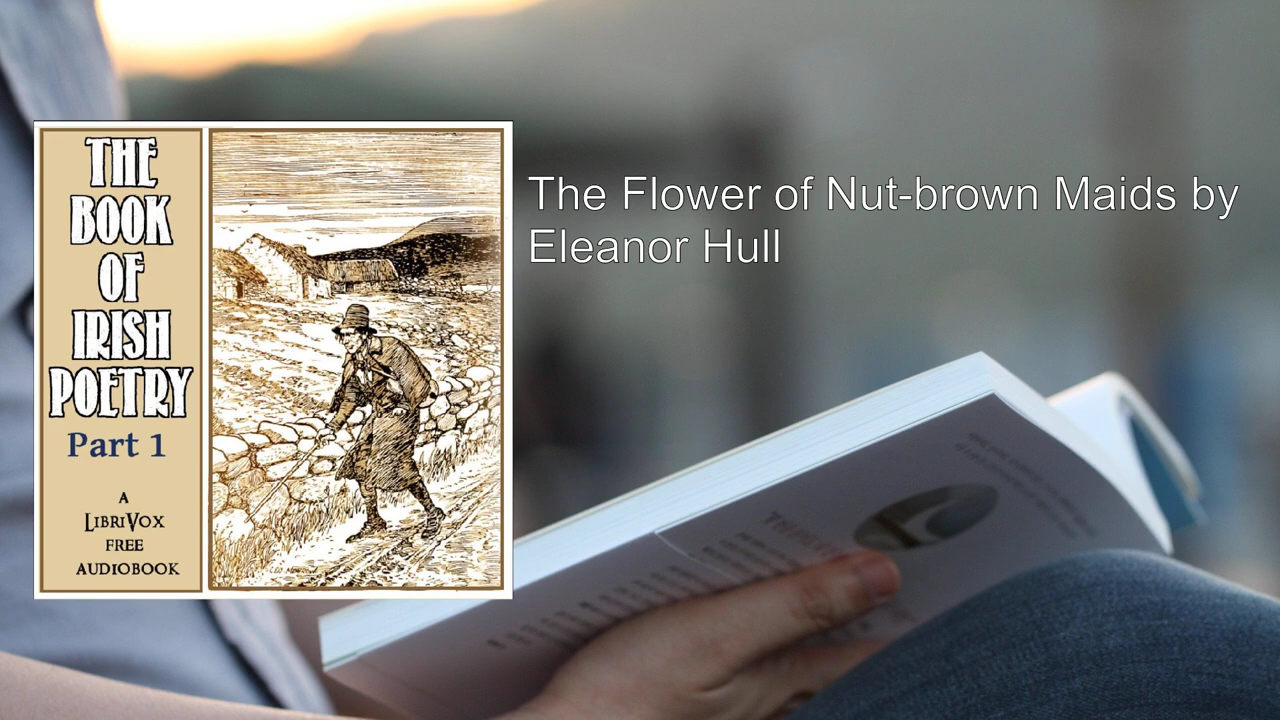 THE
BOOK
OF
IRISH
POETRY
Part 1
A
LIBRIVOX
FREE
AUDIOBOOK
The Flower of Nut-brown Maids by
Eleanor Hull